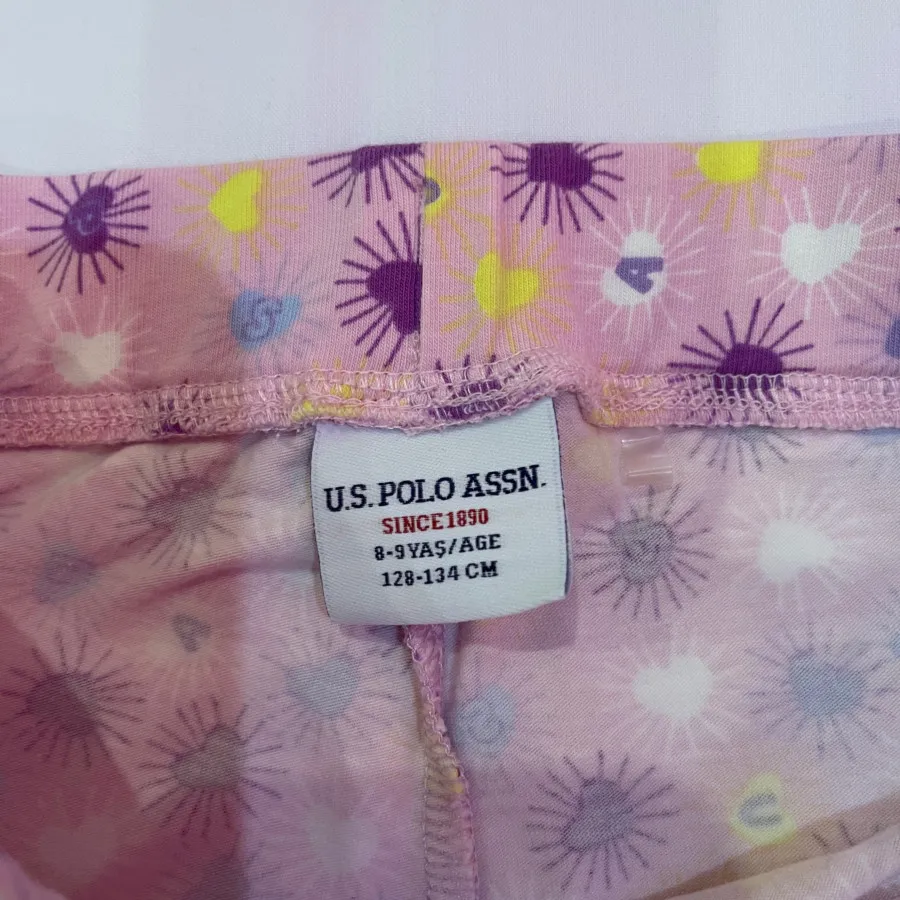 U.S. POLO ASSN.
SINCE 1890
8-9 YAŞ/AGE
128-134 CM